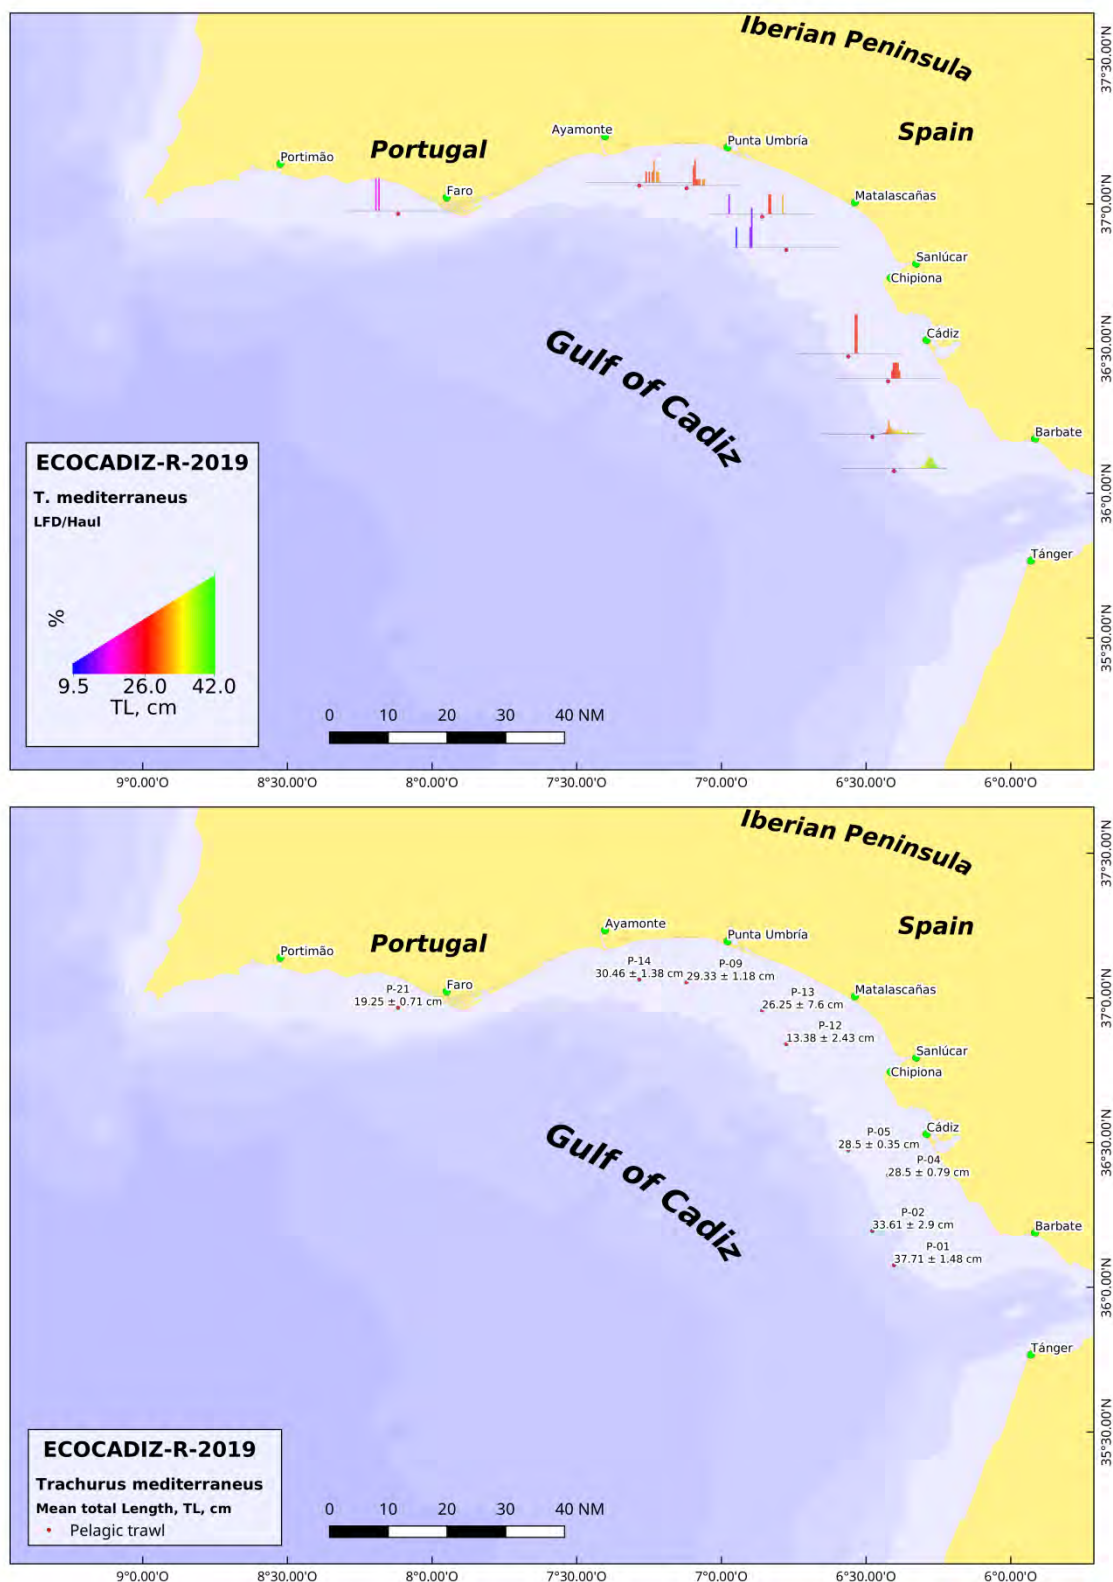 Iberian Peninsula
37°30.00'N
Spain
Ayamonte
Punta Umbría
Portugal
Portimão
Faro
Matalascañas
37°0.00'N
Sanlúcar
Chipiona
Cádiz
36°30.00'N
Gulf of Cadiz
Barbate
36°0.00'N
Tánger
35°30.00'N
ECOCADIZ-R-2019
T. mediterraneus
LFD/Haul
%
9.5 26.0 42.0
TL, cm
0 10 20 30 40 NM
9°0.00'O 8°30.00'O 8°0.00'O 7°30.00'O 7°0.00'O 6°30.00'O 6°0.00'O
Iberian Peninsula
37°30.00'N
Spain
Ayamonte
Punta Umbría
Portugal
Portimão
P-14
30.46 ± 1.38 cm
P-09
29.33 ± 1.18 cm
P-21
19.25 ± 0.71 cm
Faro
P-13
26.25 ± 7.6 cm
Matalascañas
37°0.00'N
P-12
13.38 ± 2.43 cm
Sanlúcar
Chipiona
P-05
28.5 ± 0.35 cm
Cádiz
36°30.00'N
P-04
28.5 ± 0.79 cm
Gulf of Cadiz
P-02
33.61 ± 2.9 cm
Barbate
P-01
37.71 ± 1.48 cm
36°0.00'N
Tánger
35°30.00'N
ECOCADIZ-R-2019
Trachurus mediterraneus
Mean total Length, TL, cm
Pelagic trawl
0 10 20 30 40 NM
9°0.00'O 8°30.00'O 8°0.00'O 7°30.00'O 7°0.00'O 6°30.00'O 6°0.00'O